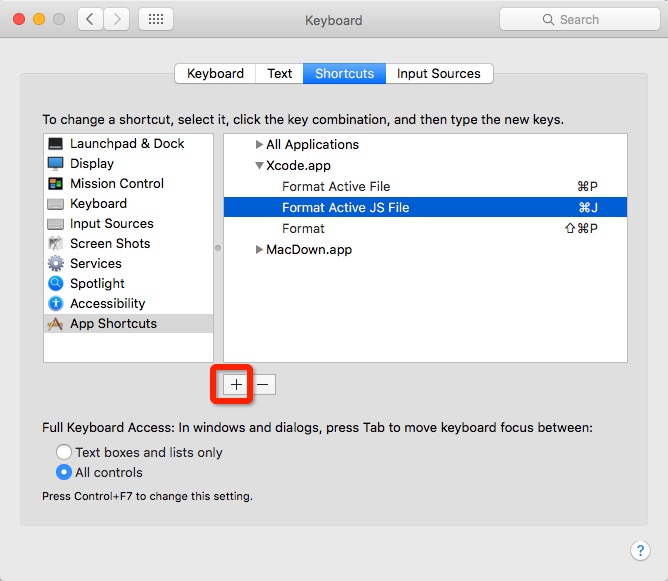 Keyboard
Search
Keyboard Text Shortcuts Input Sources
To change a shortcut, select it, click the key combination, and then type the new keys.
Launchpad & Dock
Display
Mission Control
Keyboard
Input Sources
Screen Shots
Services
Spotlight
Accessibility
App Shortcuts
All Applications
Xcode.app
Format Active File ⌘P
Format Active JS File ⌘J
Format ⇧⌘P
MacDown.app
+ −
Full Keyboard Access: In windows and dialogs, press Tab to move keyboard focus between:
Text boxes and lists only
All controls
Press Control+F7 to change this setting.
?